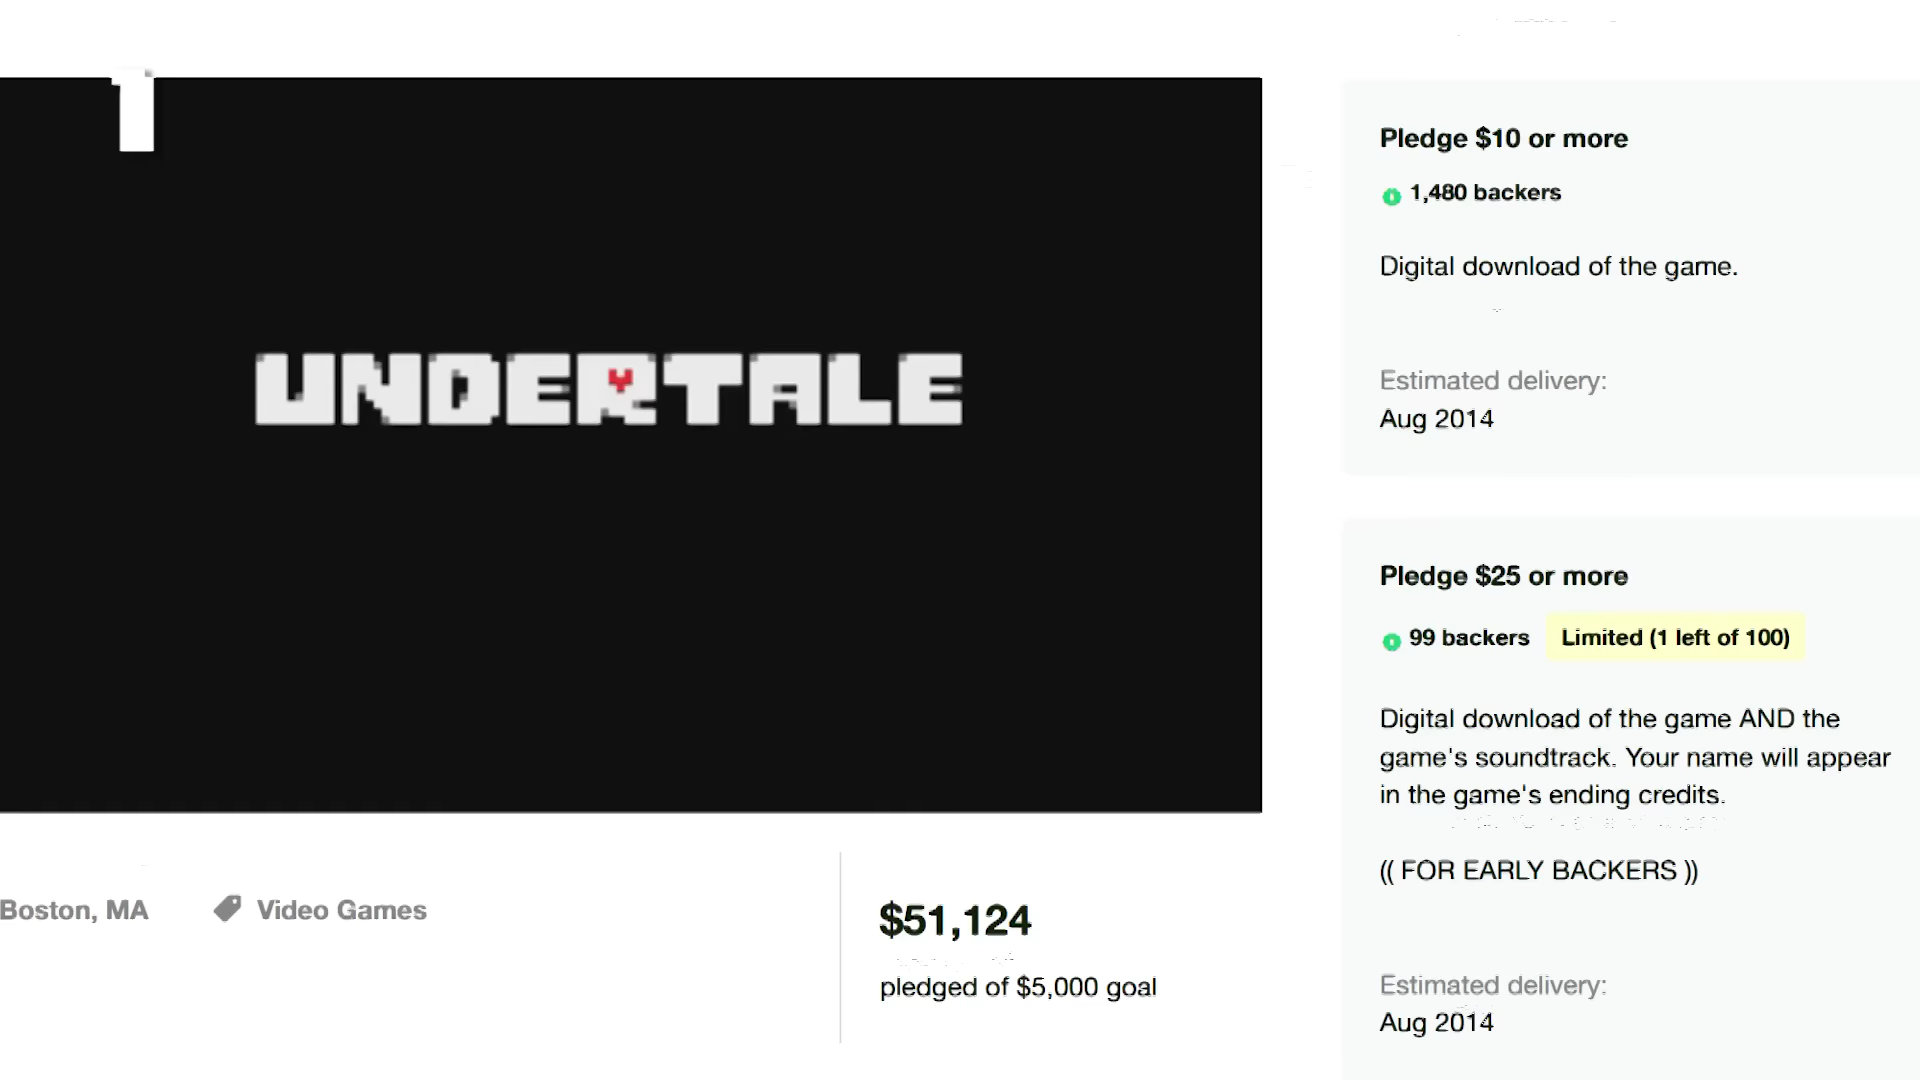 1
UNDERTALE
Boston, MA
Video Games
$51,124
pledged of $5,000 goal
Pledge $10 or more
1,480 backers
Digital download of the game.
Estimated delivery:
Aug 2014
Pledge $25 or more
99 backers Limited (1 left of 100)
Digital download of the game AND the
game's soundtrack. Your name will appear
in the game's ending credits.
(( FOR EARLY BACKERS ))
Estimated delivery:
Aug 2014